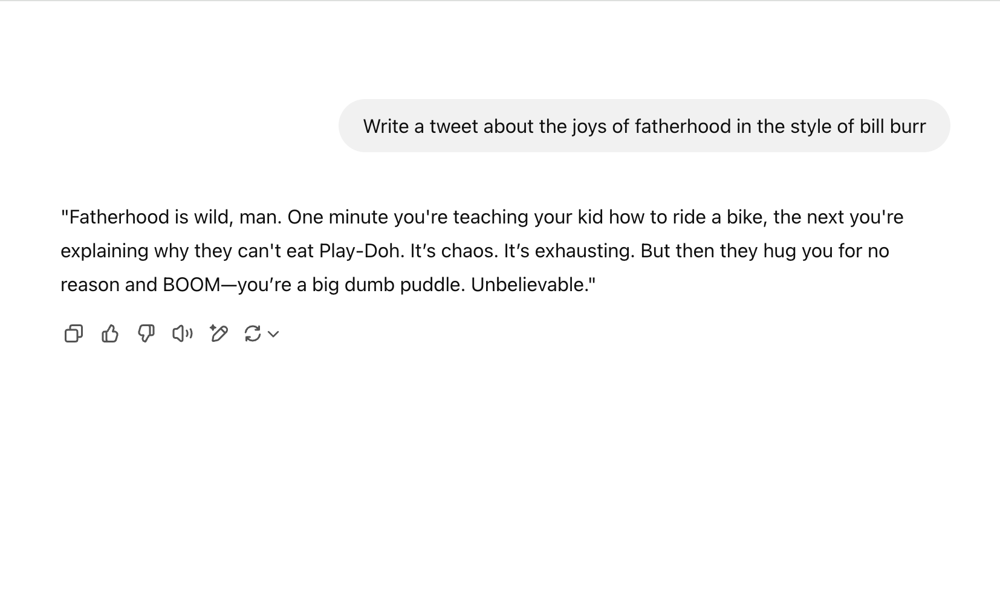 Write a tweet about the joys of fatherhood in the style of bill burr
"Fatherhood is wild, man. One minute you're teaching your kid how to ride a bike, the next you're
explaining why they can't eat Play-Doh. It’s chaos. It’s exhausting. But then they hug you for no
reason and BOOM—you’re a big dumb puddle. Unbelievable."